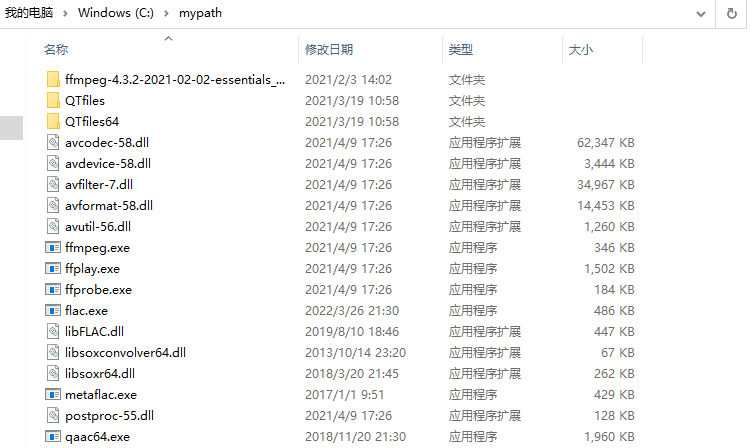 我的电脑 > Windows (C:) > mypath
名称 修改日期 类型 大小
ffmpeg-4.3.2-2021-02-02-essentials_... 2021/2/3 14:02 文件夹
QTfiles 2021/3/19 10:58 文件夹
QTfiles64 2021/3/19 10:58 文件夹
avcodec-58.dll 2021/4/9 17:26 应用程序扩展 62,347 KB
avdevice-58.dll 2021/4/9 17:26 应用程序扩展 3,444 KB
avfilter-7.dll 2021/4/9 17:26 应用程序扩展 34,967 KB
avformat-58.dll 2021/4/9 17:26 应用程序扩展 14,453 KB
avutil-56.dll 2021/4/9 17:26 应用程序扩展 1,260 KB
ffmpeg.exe 2021/4/9 17:26 应用程序 346 KB
ffplay.exe 2021/4/9 17:26 应用程序 1,502 KB
ffprobe.exe 2021/4/9 17:26 应用程序 184 KB
flac.exe 2022/3/26 21:30 应用程序 486 KB
libFLAC.dll 2019/8/10 18:46 应用程序扩展 447 KB
libsoxconvolver64.dll 2013/10/14 23:20 应用程序扩展 67 KB
libsoxr64.dll 2018/3/20 21:45 应用程序扩展 262 KB
metaflac.exe 2017/1/1 9:51 应用程序 429 KB
postproc-55.dll 2021/4/9 17:26 应用程序扩展 128 KB
qaac64.exe 2018/11/20 21:30 应用程序 1,960 KB